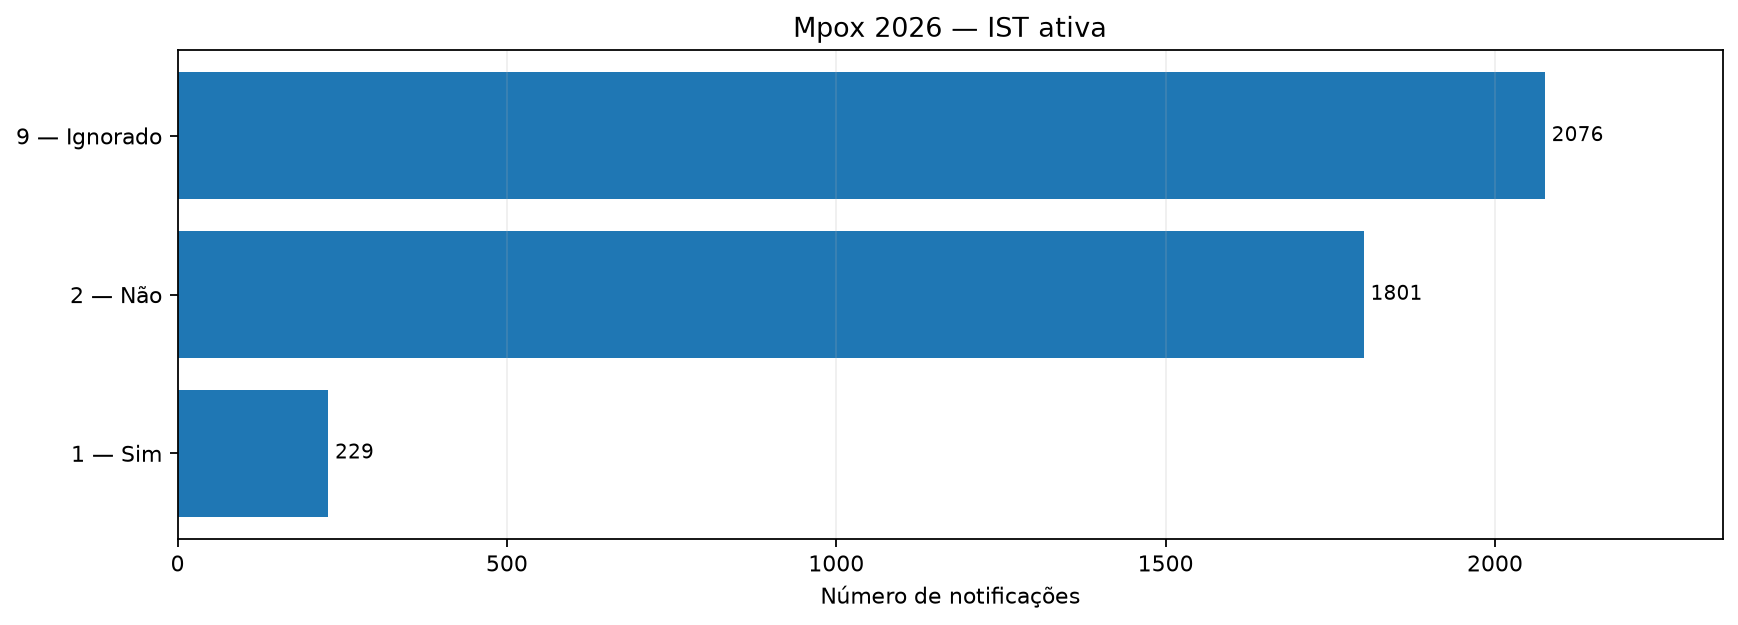 Mpox 2026 — IST ativa
9 — Ignorado
2076
2 — Não
1801
1 — Sim
229
0 500 1000 1500 2000
Número de notificações